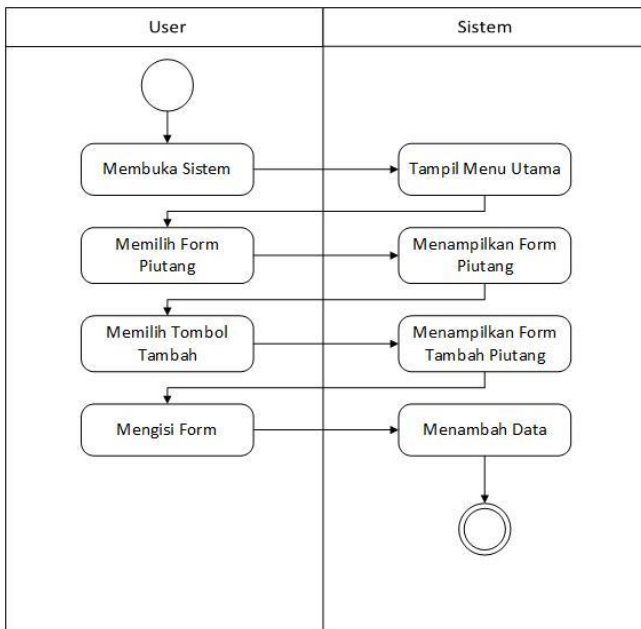 User
Sistem
Membuka Sistem
Tampil Menu Utama
Memilih Form
Piutang
Menampilkan Form
Piutang
Memilih Tombol
Tambah
Menampilkan Form
Tambah Piutang
Mengisi Form
Menambah Data